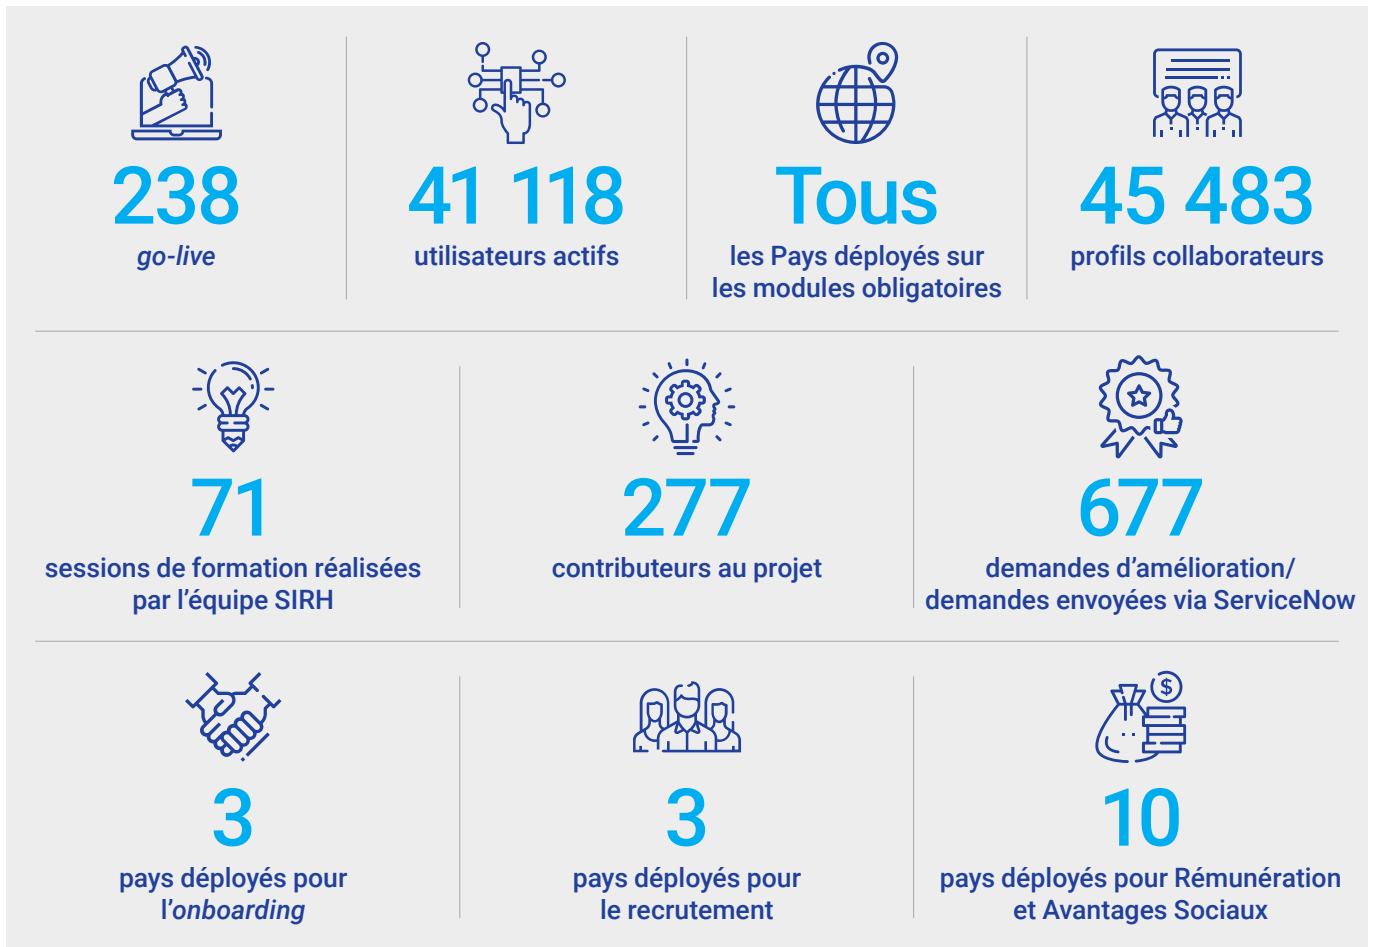 238
go-live
41 118
utilisateurs actifs
Tous
les Pays déployés sur
les modules obligatoires
45 483
profils collaborateurs
71
sessions de formation réalisées
par l'équipe SIRH
277
contributeurs au projet
677
demandes d'amélioration/
demandes envoyées via ServiceNow
3
pays déployés pour
l'onboarding
3
pays déployés pour
le recrutement
$
10
pays déployés pour Rémunération
et Avantages Sociaux